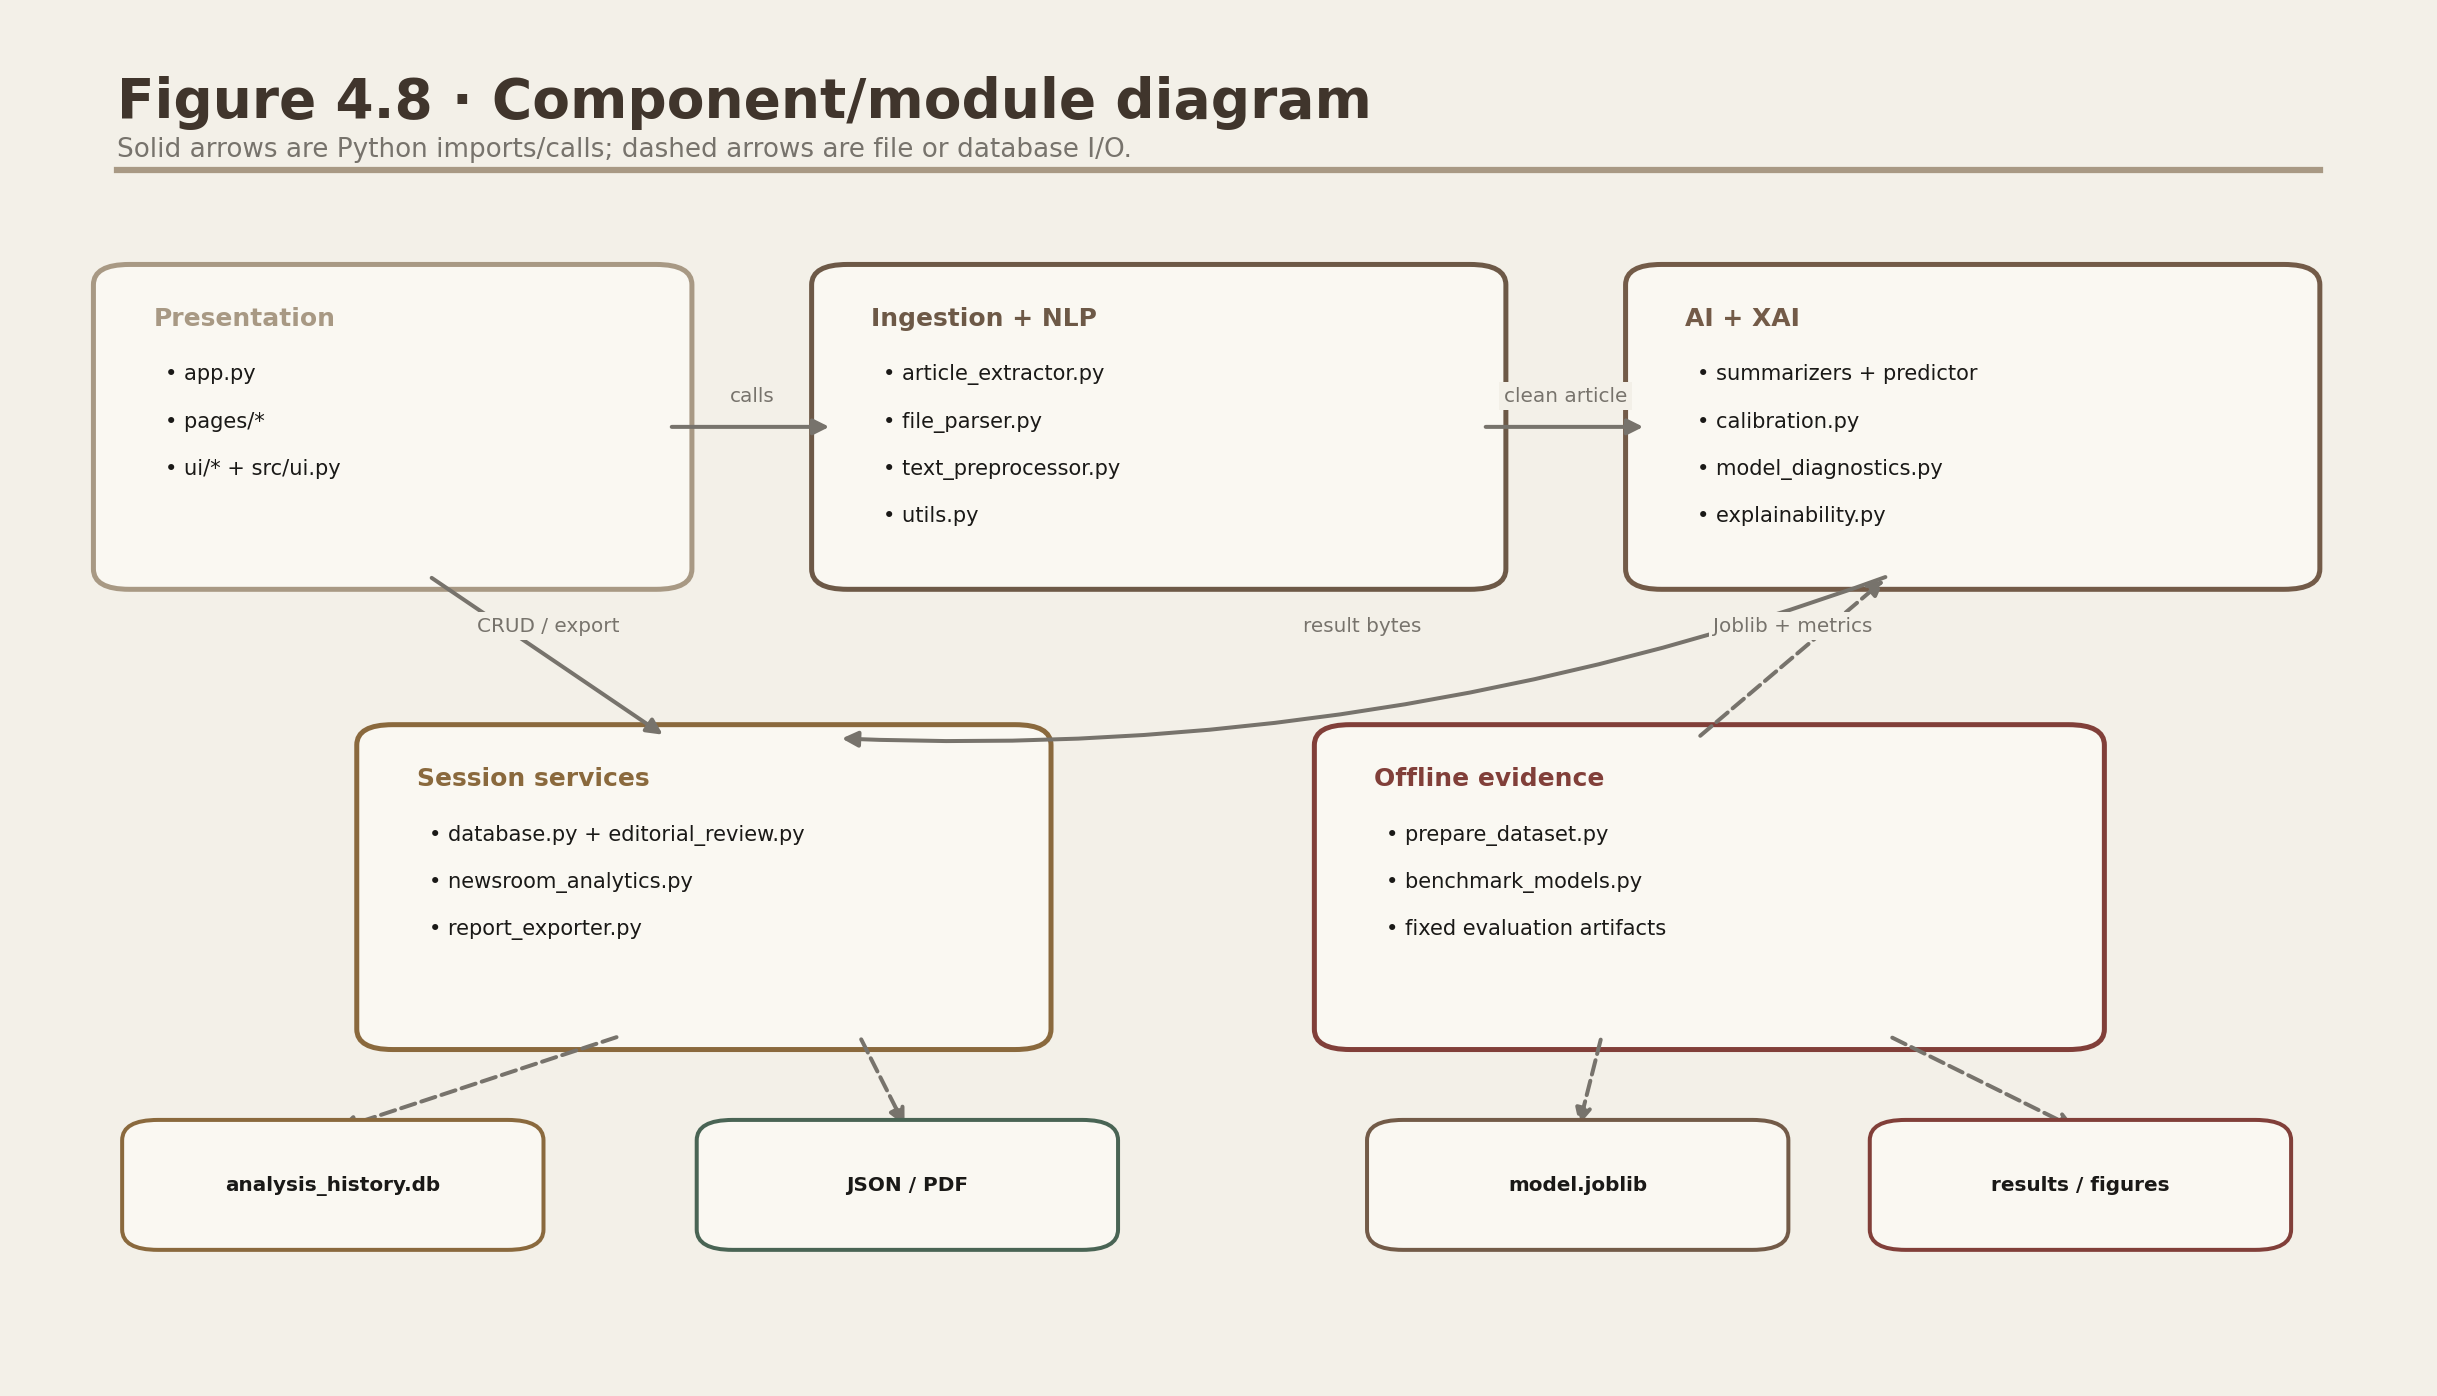 Figure 4.8 · Component/module diagram
Solid arrows are Python imports/calls; dashed arrows are file or database I/O.
Presentation
• app.py
• pages/*
• ui/* + src/ui.py
calls
Ingestion + NLP
• article_extractor.py
• file_parser.py
• text_preprocessor.py
• utils.py
clean article
AI + XAI
• summarizers + predictor
• calibration.py
• model_diagnostics.py
• explainability.py
CRUD / export
result bytes
Joblib + metrics
Session services
• database.py + editorial_review.py
• newsroom_analytics.py
• report_exporter.py
Offline evidence
• prepare_dataset.py
• benchmark_models.py
• fixed evaluation artifacts
analysis_history.db
JSON / PDF
model.joblib
results / figures